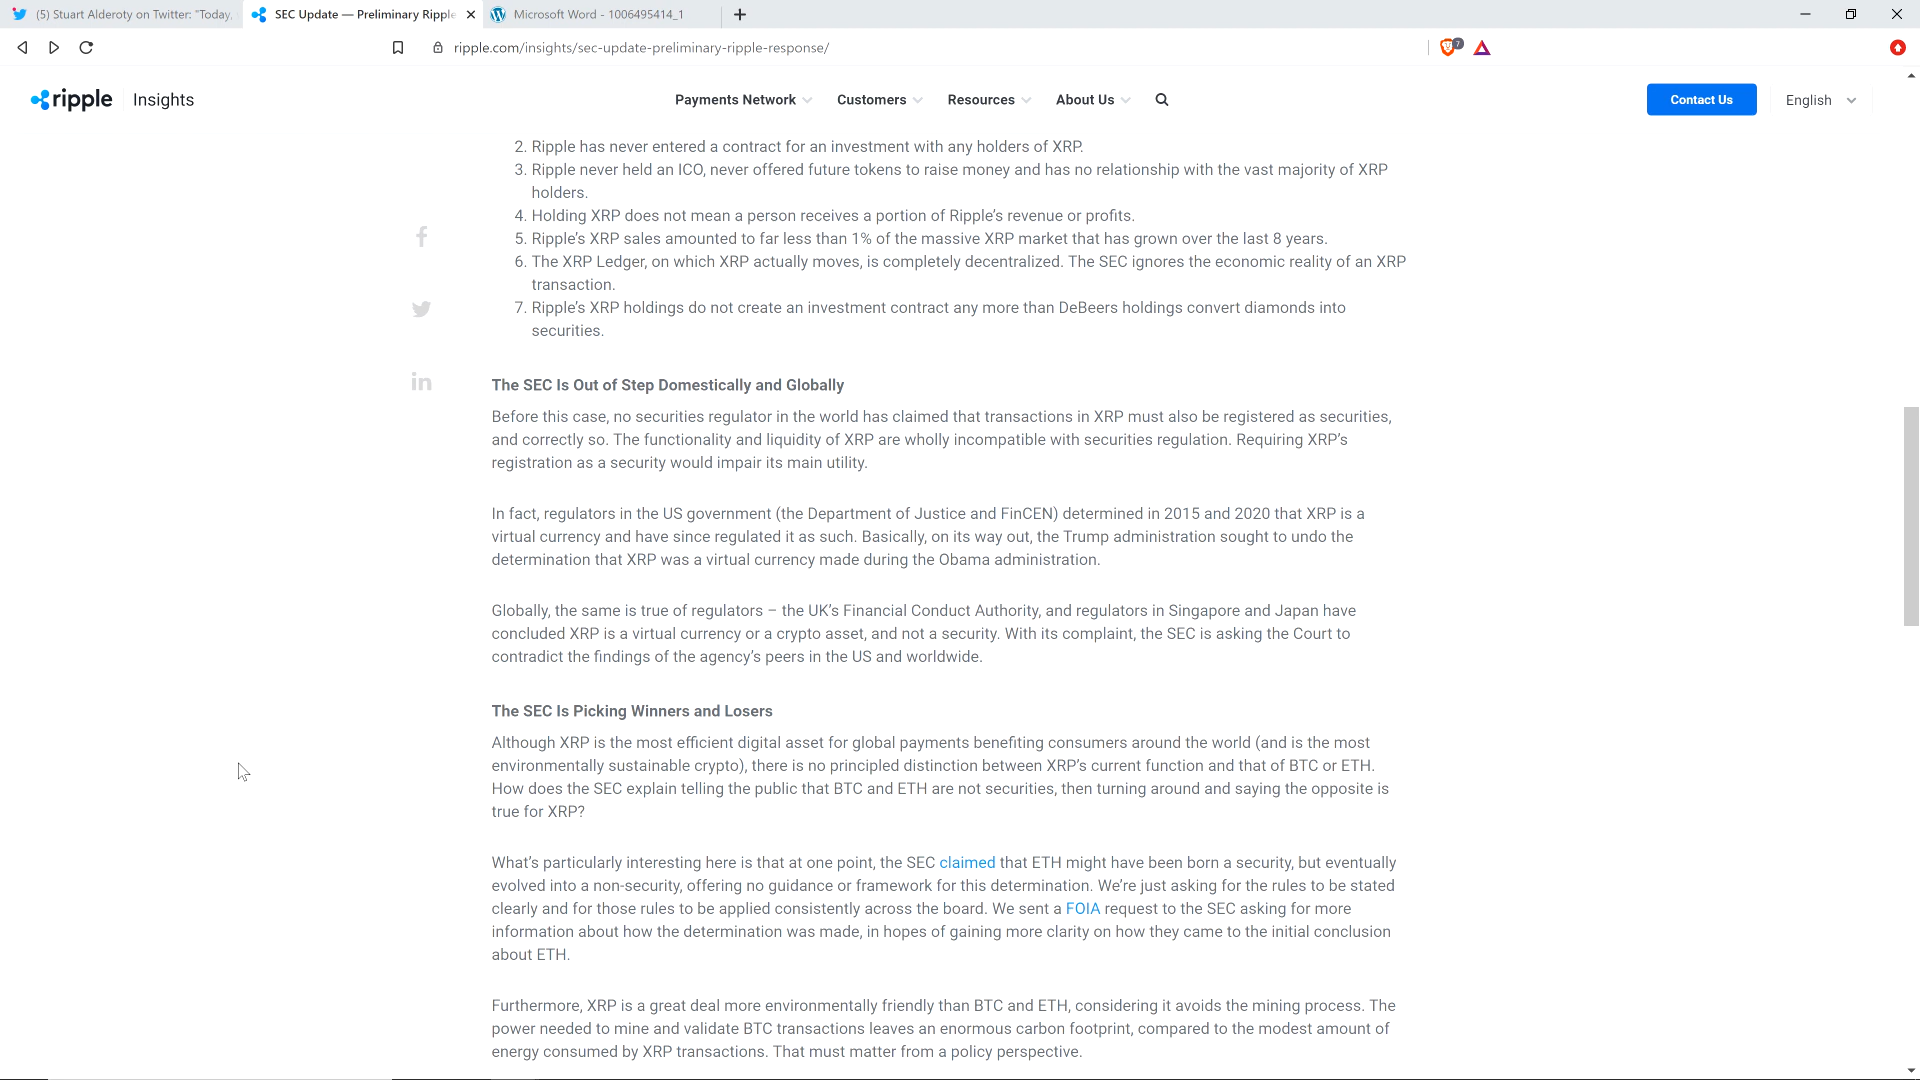 (5) Stuart Alderoty on Twitter: "Today,
SEC Update — Preliminary Ripple
Microsoft Word - 1006495414_1
ripple.com/insights/sec-update-preliminary-ripple-response/
7
ripple
Insights
Payments Network
Customers
Resources
About Us
Contact Us
English
2. Ripple has never entered a contract for an investment with any holders of XRP.
3. Ripple never held an ICO, never offered future tokens to raise money and has no relationship with the vast majority of XRP
holders.
4. Holding XRP does not mean a person receives a portion of Ripple's revenue or profits.
5. Ripple's XRP sales amounted to far less than 1% of the massive XRP market that has grown over the last 8 years.
6. The XRP Ledger, on which XRP actually moves, is completely decentralized. The SEC ignores the economic reality of an XRP
transaction.
7. Ripple's XRP holdings do not create an investment contract any more than DeBeers holdings convert diamonds into
securities.
The SEC Is Out of Step Domestically and Globally
Before this case, no securities regulator in the world has claimed that transactions in XRP must also be registered as securities,
and correctly so. The functionality and liquidity of XRP are wholly incompatible with securities regulation. Requiring XRP's
registration as a security would impair its main utility.
In fact, regulators in the US government (the Department of Justice and FinCEN) determined in 2015 and 2020 that XRP is a
virtual currency and have since regulated it as such. Basically, on its way out, the Trump administration sought to undo the
determination that XRP was a virtual currency made during the Obama administration.
Globally, the same is true of regulators – the UK's Financial Conduct Authority, and regulators in Singapore and Japan have
concluded XRP is a virtual currency or a crypto asset, and not a security. With its complaint, the SEC is asking the Court to
contradict the findings of the agency's peers in the US and worldwide.
The SEC Is Picking Winners and Losers
Although XRP is the most efficient digital asset for global payments benefiting consumers around the world (and is the most
environmentally sustainable crypto), there is no principled distinction between XRP's current function and that of BTC or ETH.
How does the SEC explain telling the public that BTC and ETH are not securities, then turning around and saying the opposite is
true for XRP?
What's particularly interesting here is that at one point, the SEC claimed that ETH might have been born a security, but eventually
evolved into a non-security, offering no guidance or framework for this determination. We're just asking for the rules to be stated
clearly and for those rules to be applied consistently across the board. We sent a FOIA request to the SEC asking for more
information about how the determination was made, in hopes of gaining more clarity on how they came to the initial conclusion
about ETH.
Furthermore, XRP is a great deal more environmentally friendly than BTC and ETH, considering it avoids the mining process. The
power needed to mine and validate BTC transactions leaves an enormous carbon footprint, compared to the modest amount of
energy consumed by XRP transactions. That must matter from a policy perspective.